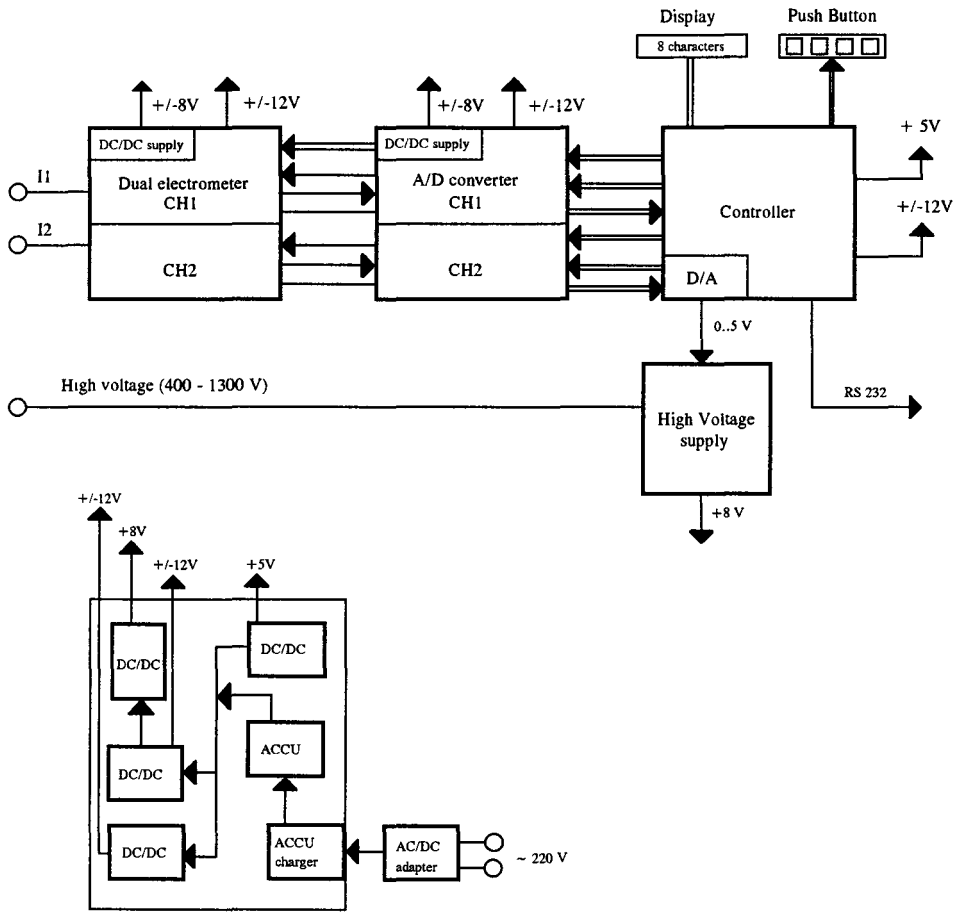 Display
Push Button
8 characters
+/-8V
+/-12V
+/-8V
+/-12V
DC/DC supply
DC/DC supply
+ 5V
I1
Dual electrometer
CH1
A/D converter
CH1
Controller
+/-12V
I2
CH2
CH2
D/A
0..5 V
High voltage (400 - 1300 V)
RS 232
High Voltage
supply
+8 V
+/-12V
+8V
+/-12V
+5V
DC/DC
DC/DC
ACCU
DC/DC
DC/DC
ACCU
charger
AC/DC
adapter
~ 220 V